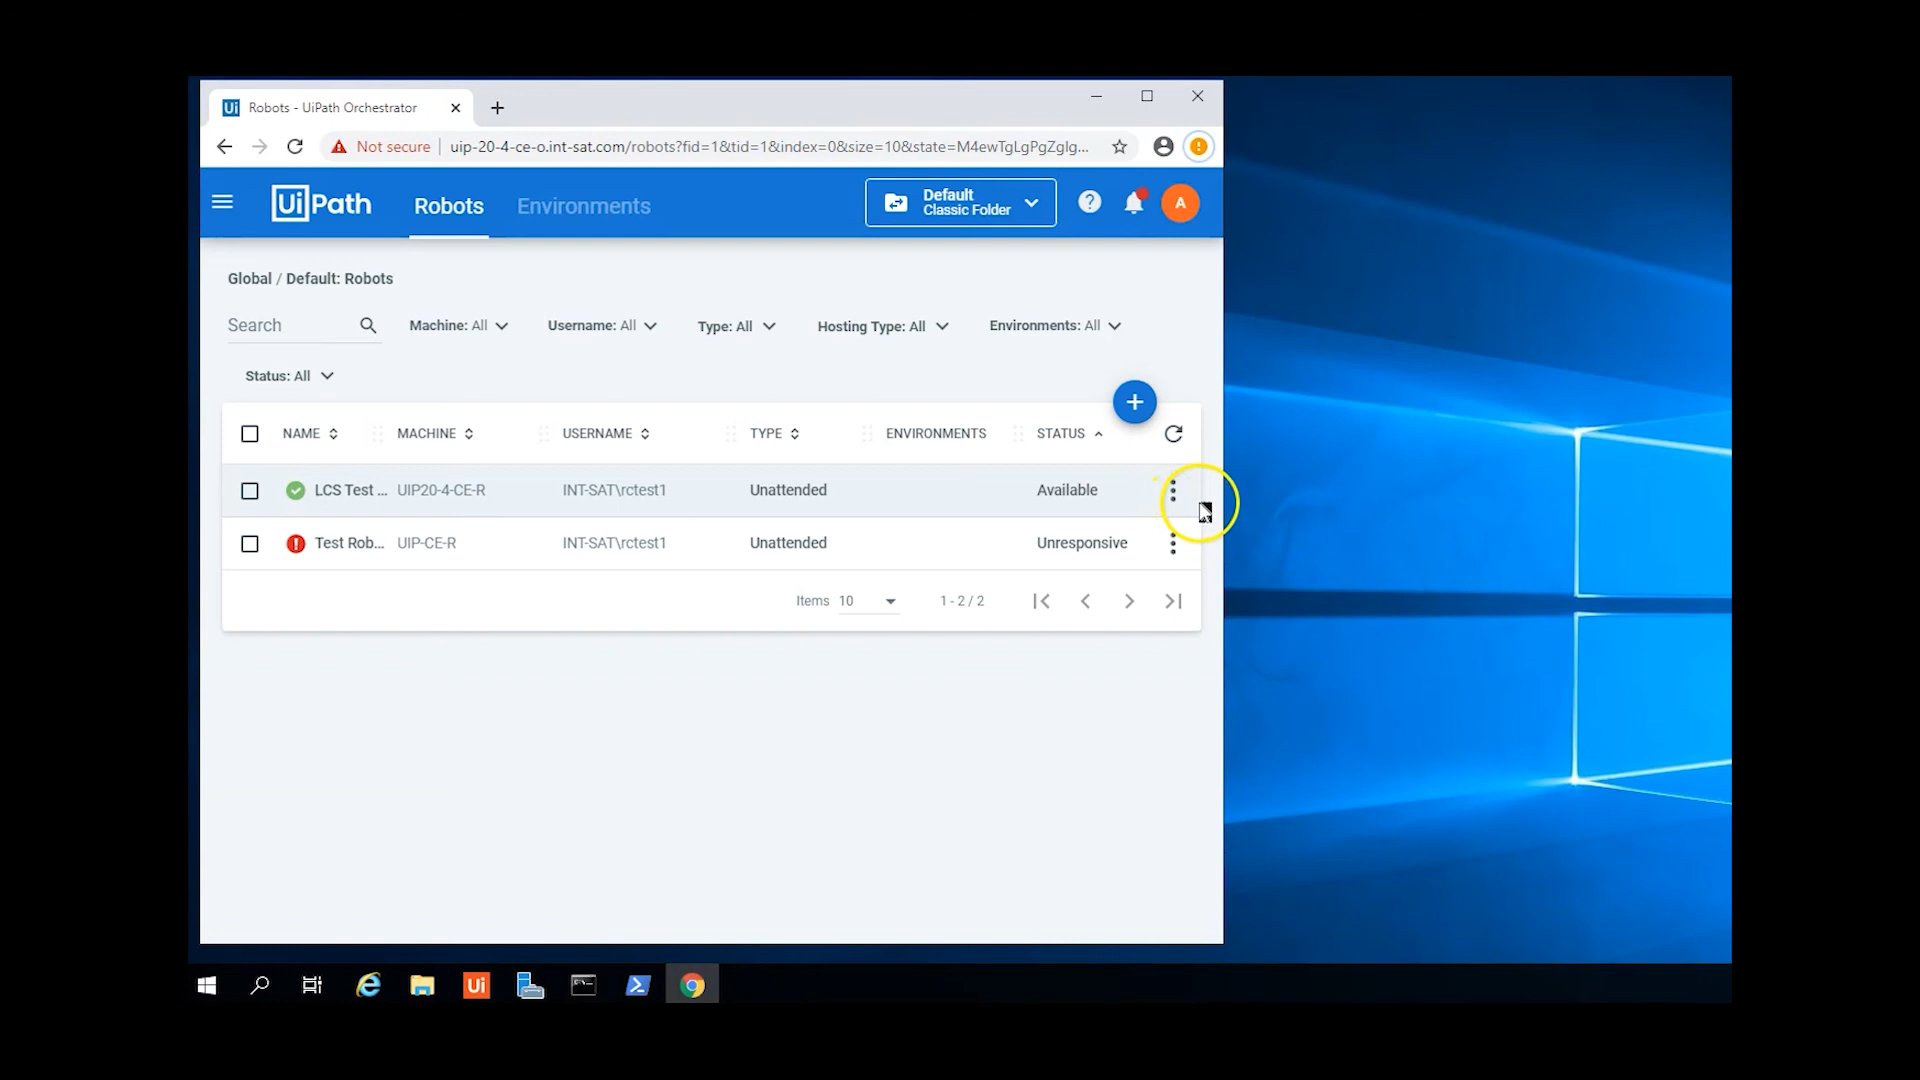 Ui Robots - UiPath Orchestrator
Not secure uip-20-4-ce-o.int-sat.com/robots?fid=1&tid=1&index=0&size=10&state=M4ewTgLgPgZgIg...
UiPath Robots Environments Default
Classic Folder A
Global / Default: Robots
Search Machine: All Username: All Type: All Hosting Type: All Environments: All
Status: All
NAME MACHINE USERNAME TYPE ENVIRONMENTS STATUS
LCS Test ... UIP20-4-CE-R INT-SAT\rctest1 Unattended Available
Test Rob... UIP-CE-R INT-SAT\rctest1 Unattended Unresponsive
Items 10 1 - 2 / 2
Ui